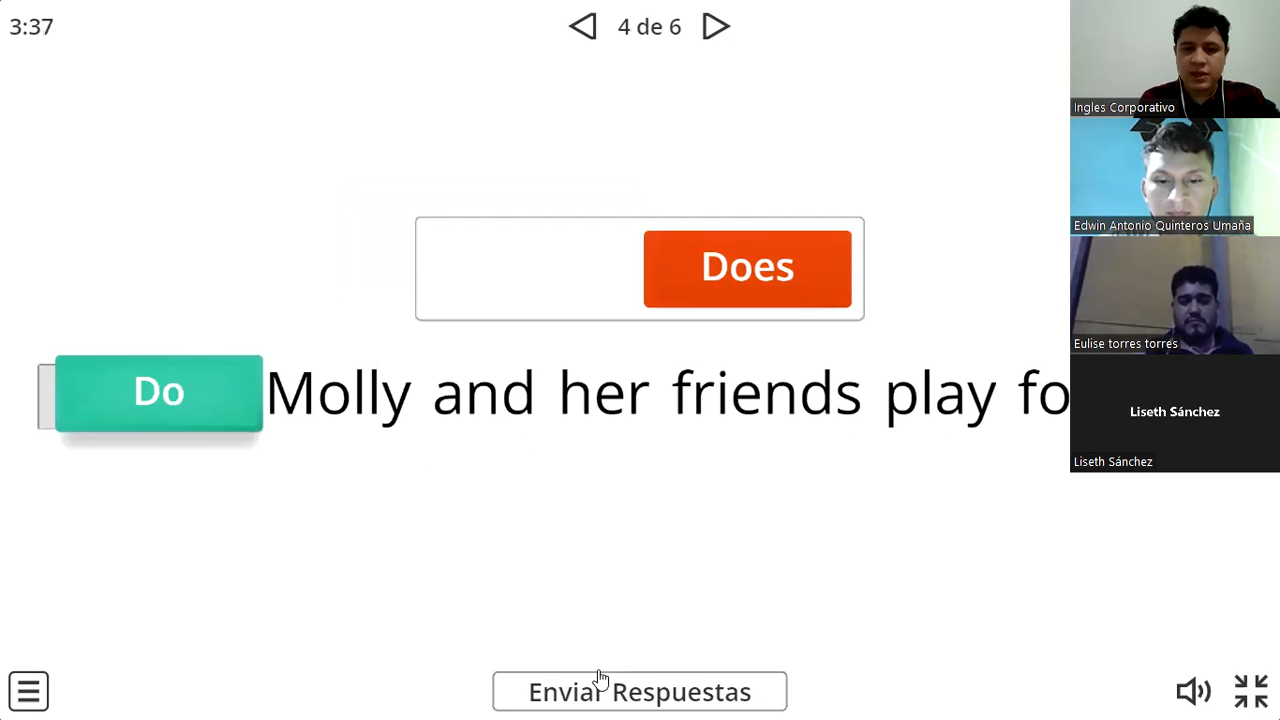 3:37
4 de 6
Ingles Corporativo
Edwin Antonio Quinteros Umaña
Does
Eulise torres torres
Do Molly and her friends play fo
Liseth Sánchez
Liseth Sánchez
Enviar Respuestas